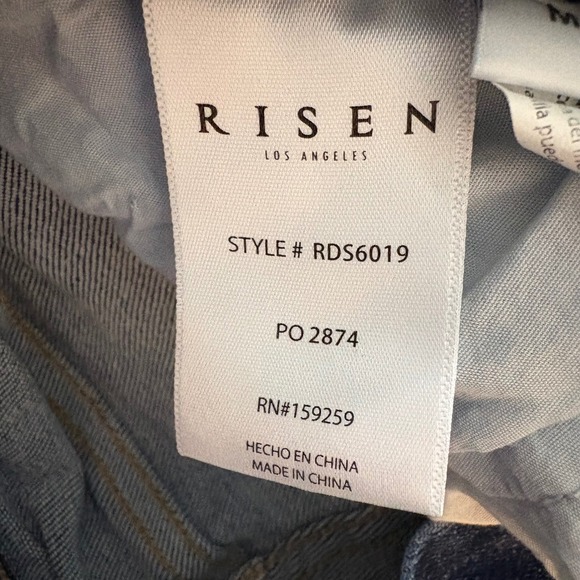 RISEN
LOS ANGELES
STYLE # RDS6019
PO 2874
RN#159259
HECHO EN CHINA
MADE IN CHINA